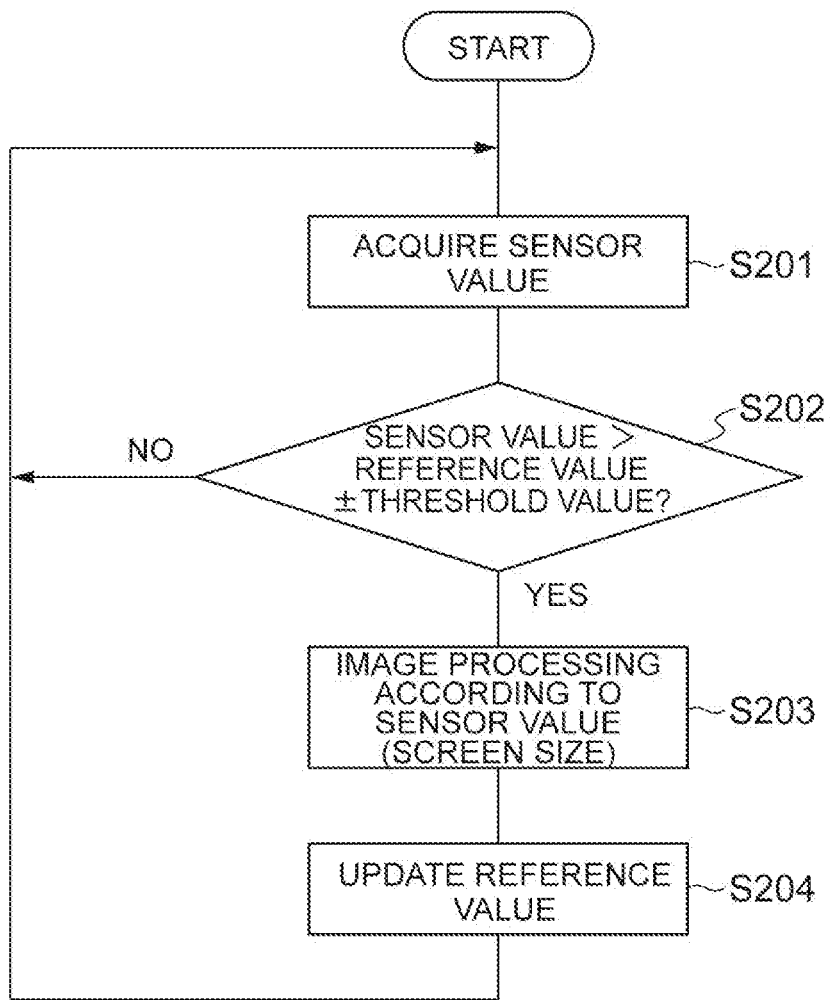 START
ACQUIRE SENSOR
VALUE
S201
S202
SENSOR VALUE >
REFERENCE VALUE
±THRESHOLD VALUE?
NO
YES
IMAGE PROCESSING
ACCORDING TO
SENSOR VALUE
(SCREEN SIZE)
S203
UPDATE REFERENCE
VALUE
S204